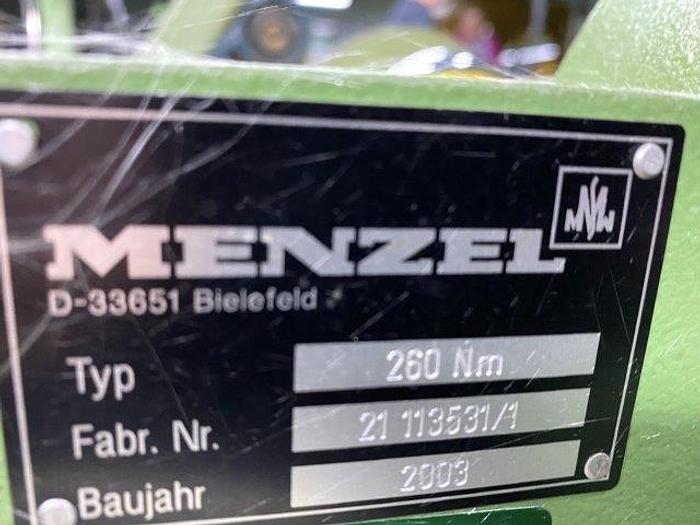 MENZEL
D-33651 Bielefeld
Typ 260 Nm
Fabr. Nr. 21 113531/1
Baujahr 2003